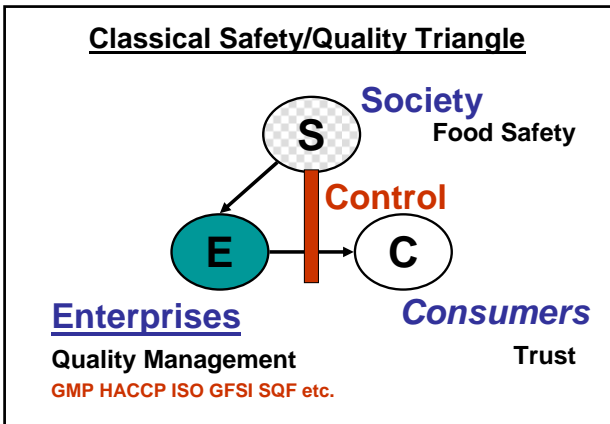 Classical Safety/Quality Triangle
Society
S
Food Safety
Control
E
C
Enterprises
Consumers
Quality Management
Trust
GMP HACCP ISO GFSI SQF etc.